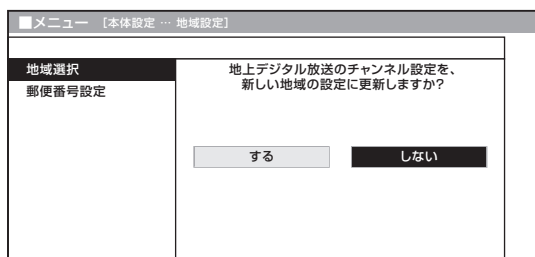 ■メニュー [本体設定 … 地域設定]
地域選択
郵便番号設定
地上デジタル放送のチャンネル設定を、
新しい地域の設定に更新しますか?
する
しない